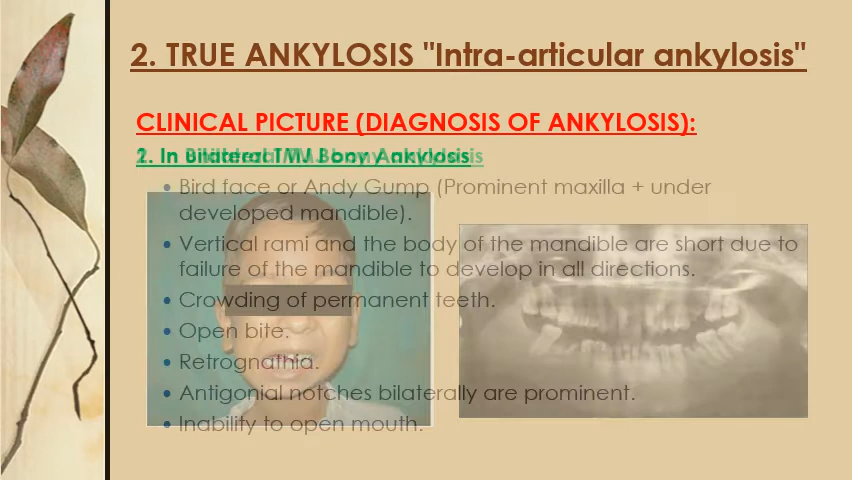 2. TRUE ANKYLOSIS "Intra-articular ankylosis"
CLINICAL PICTURE (DIAGNOSIS OF ANKYLOSIS):
2. In Bilateral TMJ Bony Ankylosis
• Bird face or Andy Gump (Prominent maxilla + under
developed mandible).
• Vertical rami and the body of the mandible are short due to
failure of the mandible to develop in all directions.
• Crowding of permanent teeth.
• Open bite.
• Retrognathia.
• Antigonial notches bilaterally are prominent.
• Inability to open mouth.